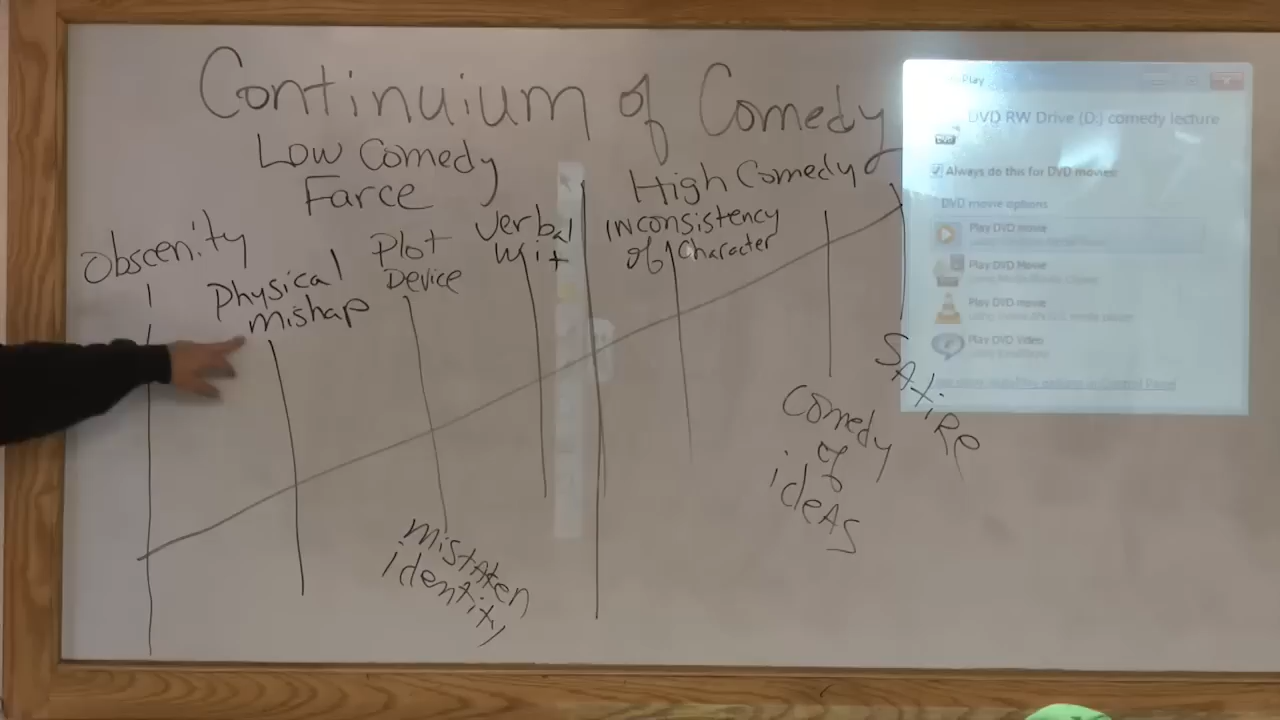 Continuium of Comedy
Low Comedy
Farce
High Comedy
Obscenity
Physical
mishap
Plot
Device
Verbal
Wit
Inconsistency
of Character
Mistaken
identity
Comedy
of
ideas
Satire
Play
DVD RW Drive (D:) comedy lecture
Always do this for DVD movies:
DVD movie options
Play DVD movie
Play DVD Movie
Play DVD movie
Play DVD Video